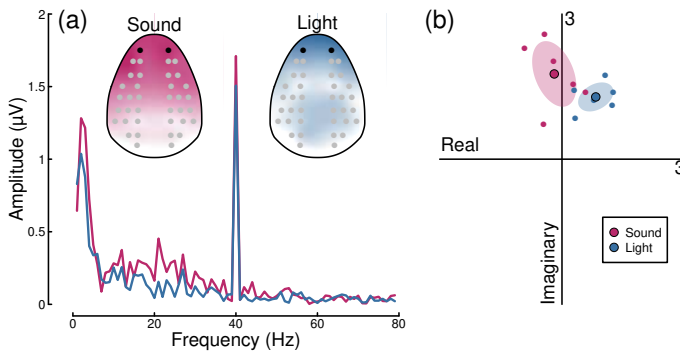 (a)
Sound
Light
2
1.5
1
0.5
0
Amplitude (µV)
0
20
40
60
80
Frequency (Hz)
(b)
3
Real
3
Imaginary
Sound
Light